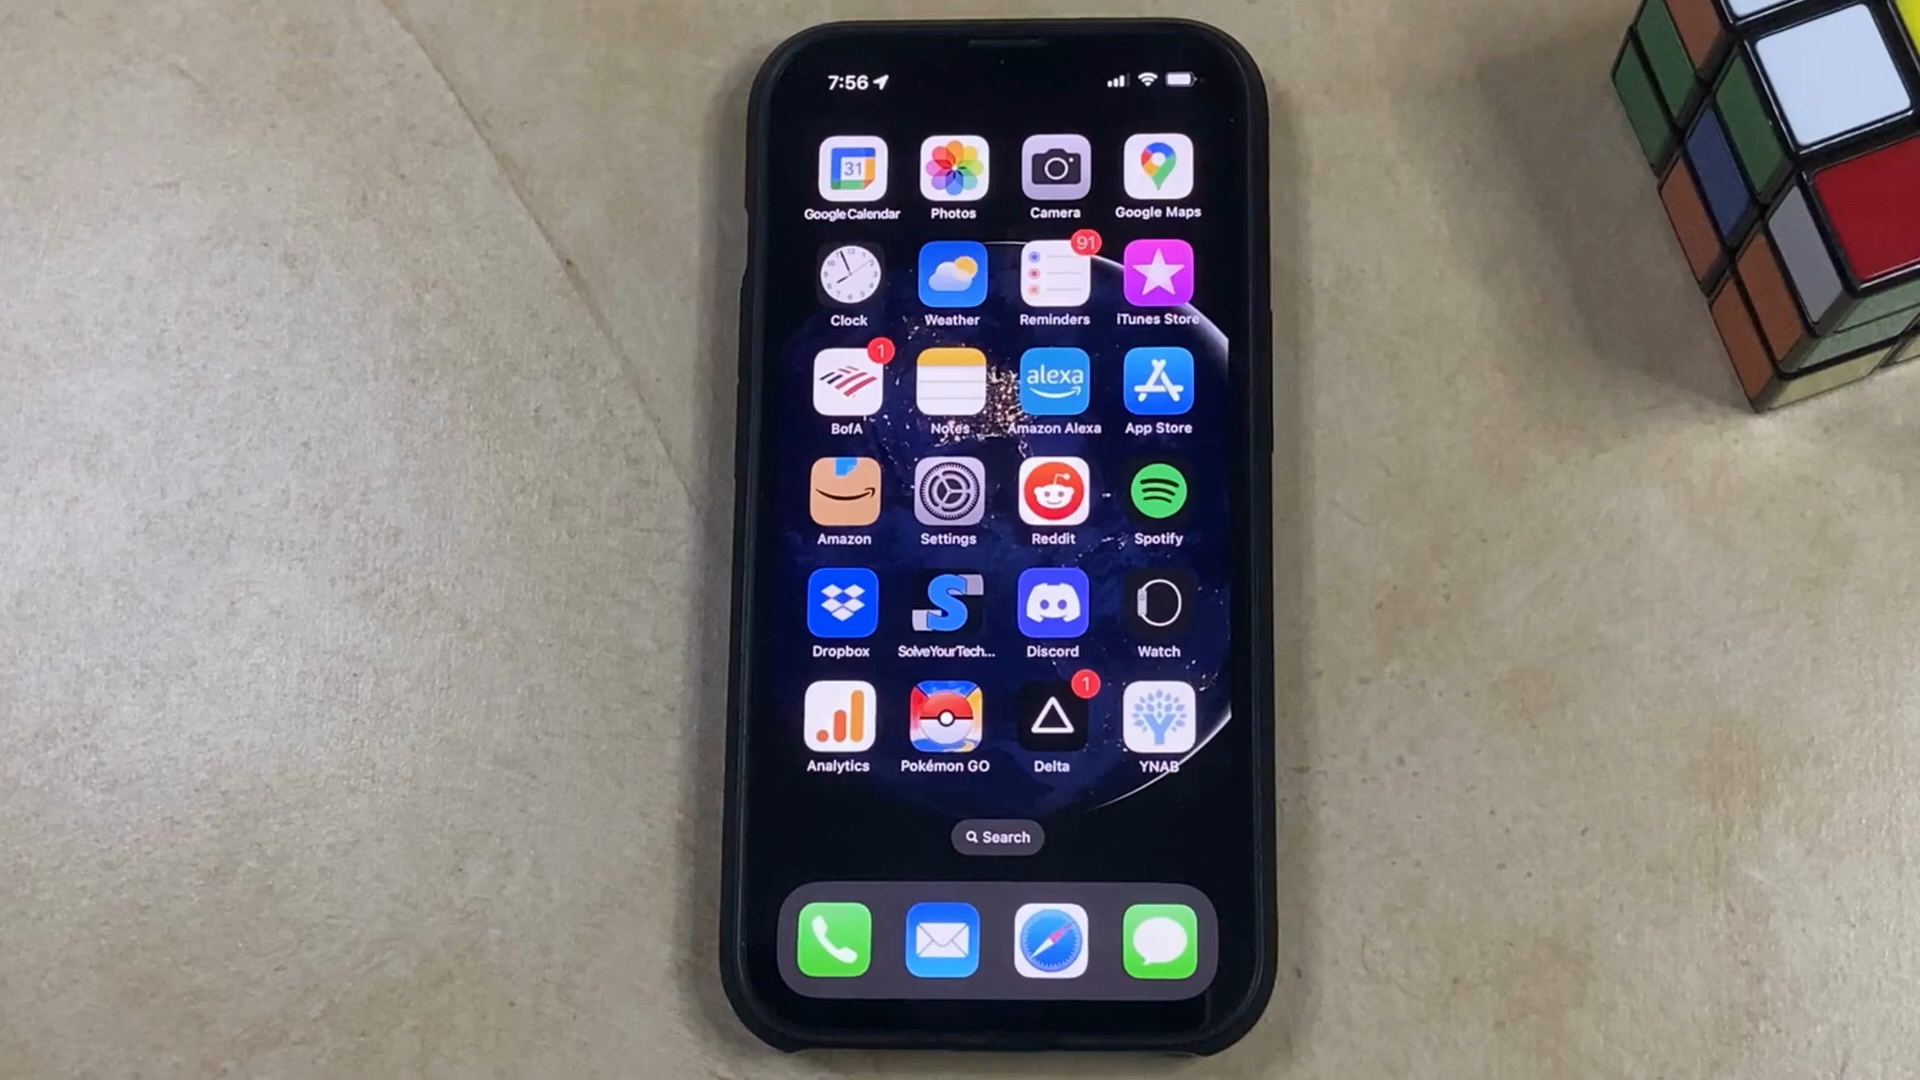 7:56
31
Google Calendar
Photos
Camera
Google Maps
91
Clock
Weather
Reminders
iTunes Store
1
alexa
BofA
Notes
Amazon Alexa
App Store
Amazon
Settings
Reddit
Spotify
S
Dropbox
SolveYourTech...
Discord
Watch
1
Analytics
Pokémon GO
Delta
YNAB
Search